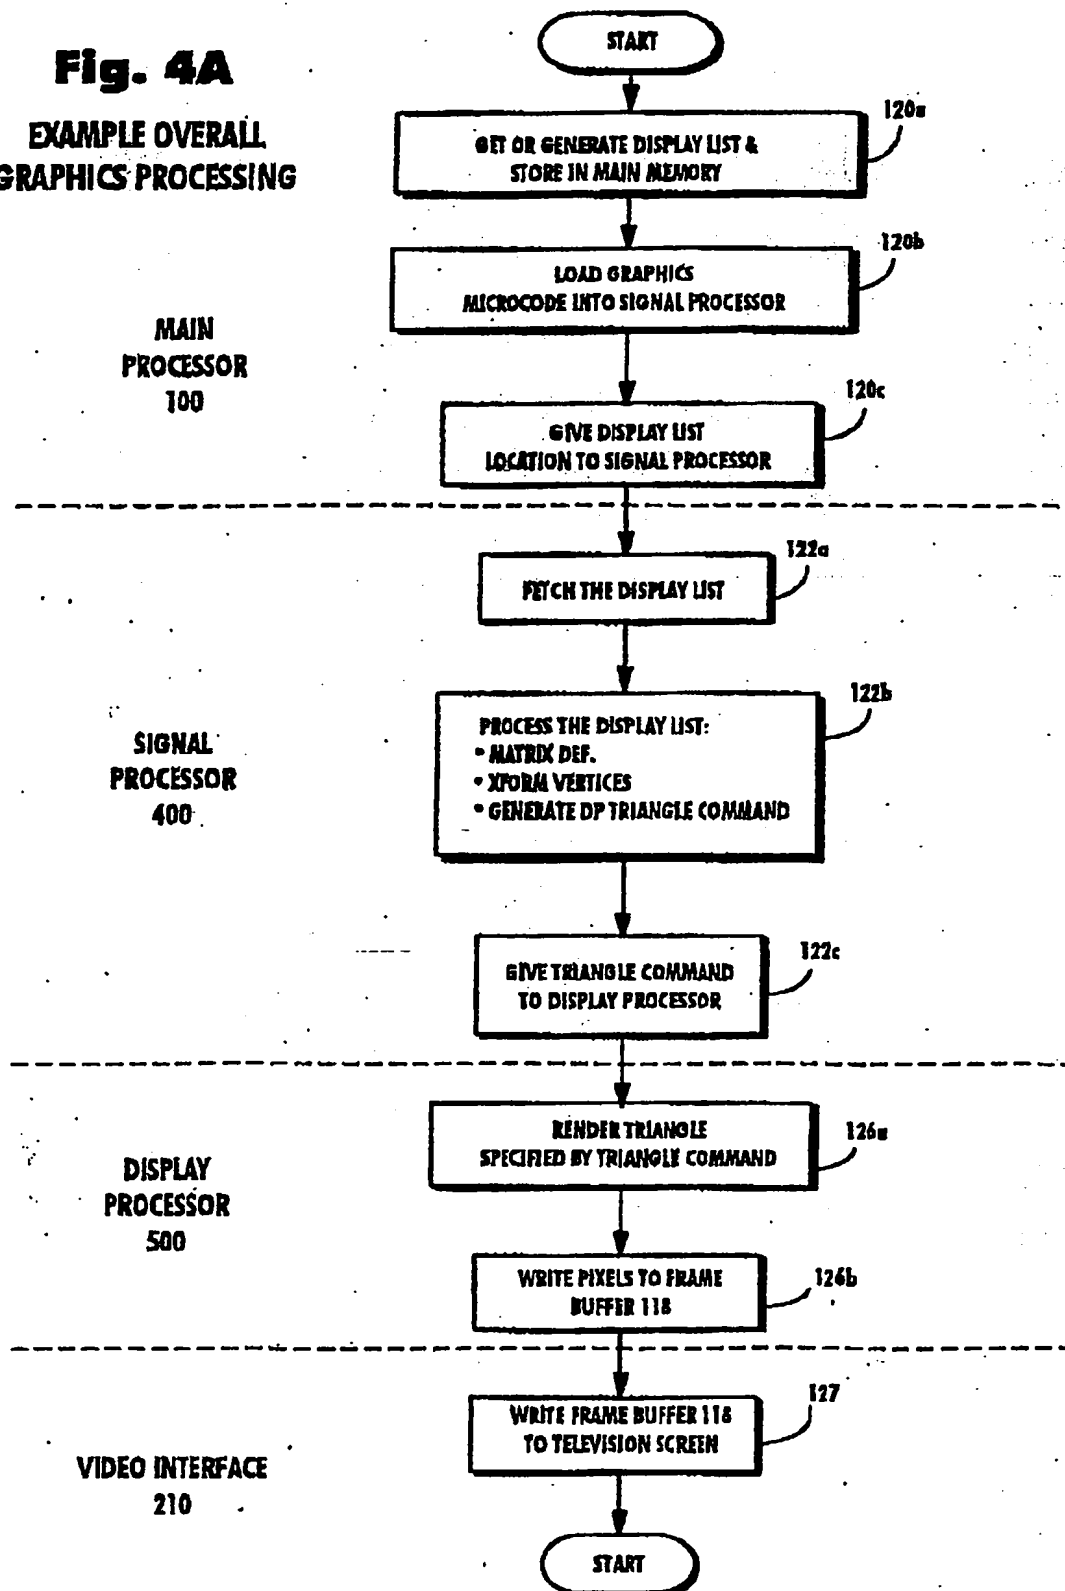 Fig. 4A
EXAMPLE OVERALL
GRAPHICS PROCESSING
START
120a
GET OR GENERATE DISPLAY LIST &
STORE IN MAIN MEMORY
120b
LOAD GRAPHICS
MICROCODE INTO SIGNAL PROCESSOR
MAIN
PROCESSOR
100
120c
GIVE DISPLAY LIST
LOCATION TO SIGNAL PROCESSOR
122a
FETCH THE DISPLAY LIST
122b
PROCESS THE DISPLAY LIST:
• MATRIX DEF.
• XFORM VERTICES
• GENERATE DP TRIANGLE COMMAND
SIGNAL
PROCESSOR
400
122c
GIVE TRIANGLE COMMAND
TO DISPLAY PROCESSOR
126a
RENDER TRIANGLE
SPECIFIED BY TRIANGLE COMMAND
DISPLAY
PROCESSOR
500
126b
WRITE PIXELS TO FRAME
BUFFER 118
127
WRITE FRAME BUFFER 118
TO TELEVISION SCREEN
VIDEO INTERFACE
210
START